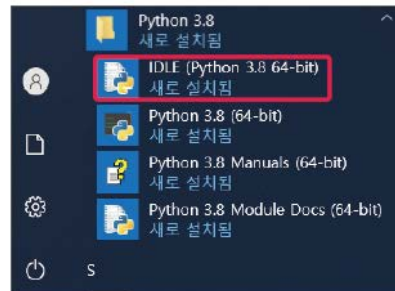 Python 3.8
새로 설치됨
IDLE (Python 3.8 64-bit)
새로 설치됨
Python 3.8 (64-bit)
새로 설치됨
Python 3.8 Manuals (64-bit)
새로 설치됨
Python 3.8 Module Docs (64-bit)
새로 설치됨
S